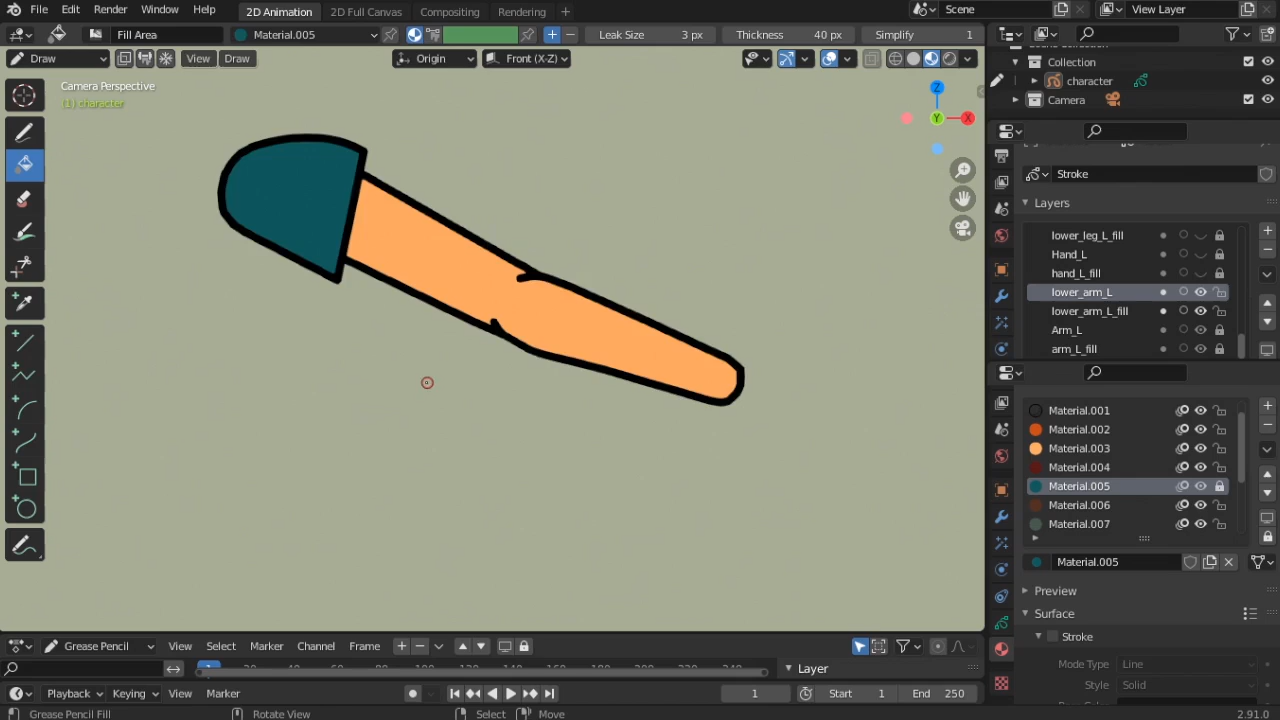 File Edit Render Window Help 2D Animation 2D Full Canvas Compositing Rendering + Scene View Layer
Fill Area Material.005 Leak Size 3 px Thickness 40 px Simplify 1
Draw View Draw Origin Front (X-Z)
Camera Perspective
(1) character
Z
Y X
Collection
character
Camera
Stroke
Layers
lower_leg_L_fill
Hand_L
hand_L_fill
lower_arm_L
lower_arm_L_fill
Arm_L
arm_L_fill
Material.001
Material.002
Material.003
Material.004
Material.005
Material.006
Material.007
Material.005
Preview
Surface
Stroke
Mode Type Line
Style Solid
Grease Pencil View Select Marker Channel Frame
Layer
Playback Keying View Marker 1 Start 1 End 250
Grease Pencil Fill Rotate View Select Move 2.91.0